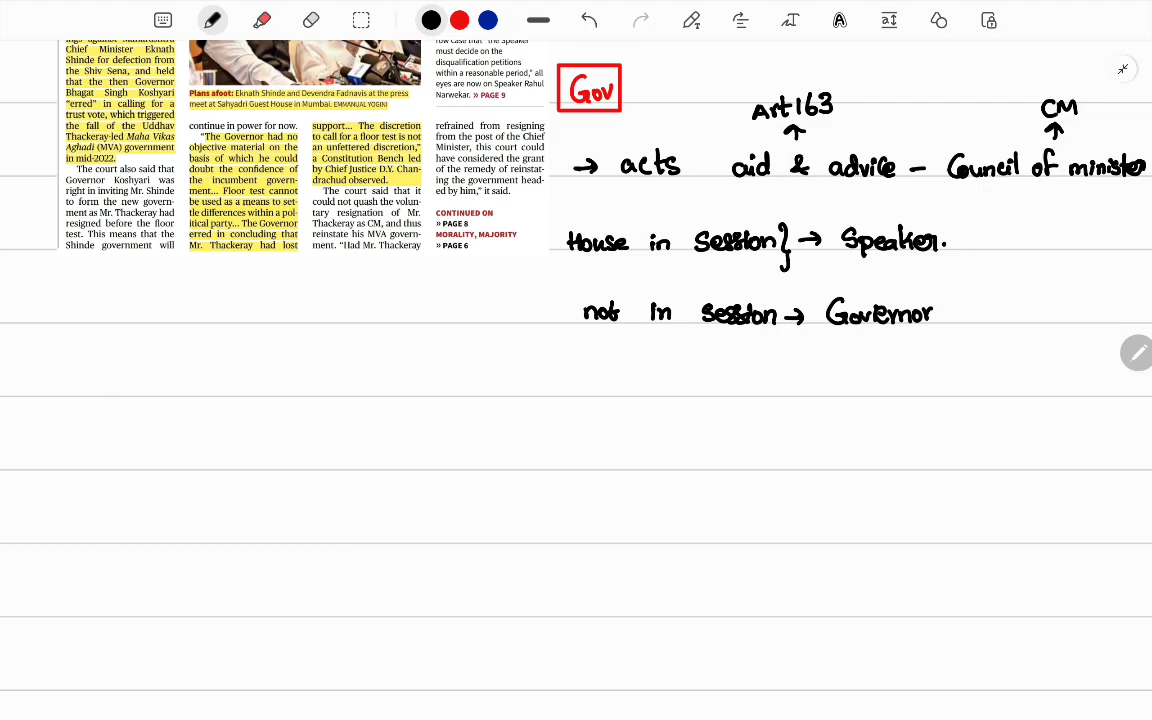 ings against Maharashtra
Chief Minister Eknath
Shinde for defection from
the Shiv Sena, and held
that the then Governor
Bhagat Singh Koshyari
“erred” in calling for a
trust vote, which triggered
the fall of the Uddhav
Thackeray-led Maha Vikas
Aghadi (MVA) government
in mid-2022.
The court also said that
Governor Koshyari was
right in inviting Mr. Shinde
to form the new govern-
ment as Mr. Thackeray had
resigned before the floor
test. This means that the
Shinde government will
Plans afoot: Eknath Shinde and Devendra Fadnavis at the press
meet at Sahyadri Guest House in Mumbai. EMMANUAL YOGINI
continue in power for now.
“The Governor had no
objective material on the
basis of which he could
doubt the confidence of
the incumbent govern-
ment... Floor test cannot
be used as a means to set-
tle differences within a pol-
itical party... The Governor
erred in concluding that
Mr. Thackeray had lost
support... The discretion
to call for a floor test is not
an unfettered discretion,”
a Constitution Bench led
by Chief Justice D.Y. Chan-
drachud observed.
The court said that it
could not quash the volun-
tary resignation of Mr.
Thackeray as CM, and thus
reinstate his MVA govern-
ment. “Had Mr. Thackeray
row case that “the Speaker
must decide on the
disqualification petitions
within a reasonable period,” all
eyes are now on Speaker Rahul
Narwekar. » PAGE 9
refrained from resigning
from the post of the Chief
Minister, this court could
have considered the grant
of the remedy of reinstat-
ing the government head-
ed by him,” it said.
CONTINUED ON
» PAGE 8
MORALITY, MAJORITY
» PAGE 6
Gov
Art 163 CM
→ acts aid & advice – Council of minister
House in session} → Speaker.
not in session → Governor